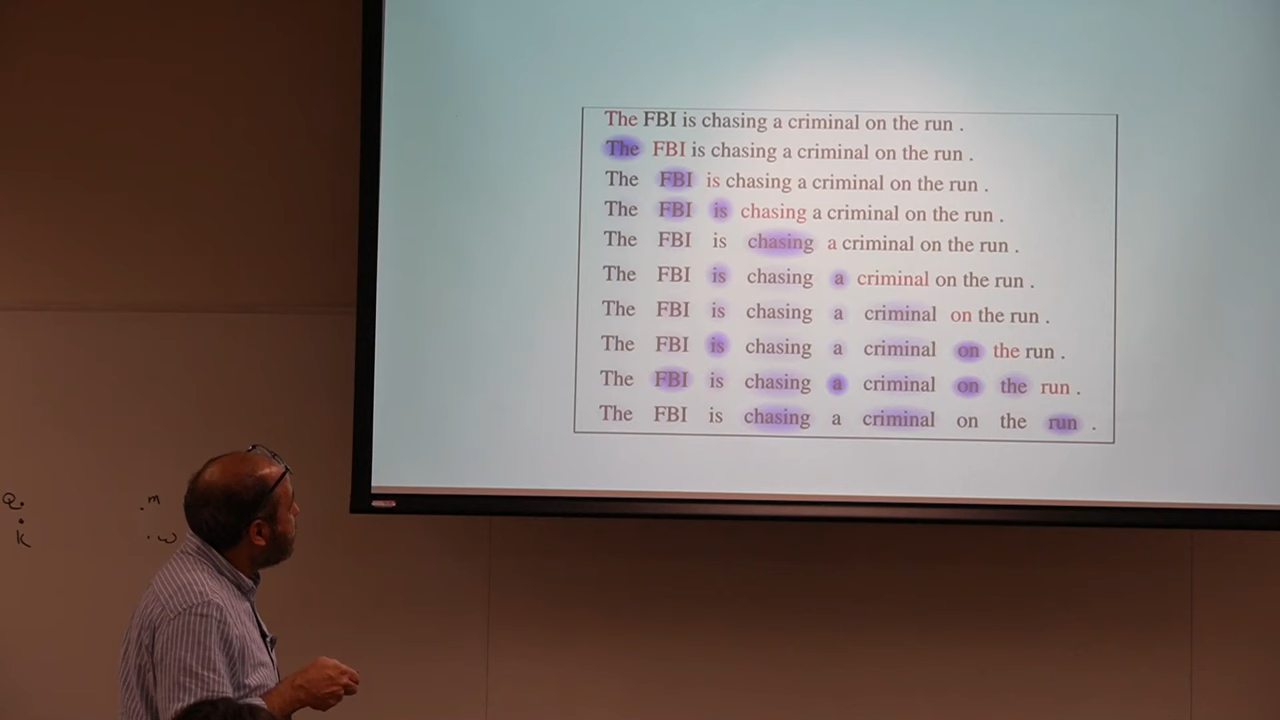 The FBI is chasing a criminal on the run .
The FBI is chasing a criminal on the run .
The FBI is chasing a criminal on the run .
The FBI is chasing a criminal on the run .
The FBI is chasing a criminal on the run .
The FBI is chasing a criminal on the run .
The FBI is chasing a criminal on the run .
The FBI is chasing a criminal on the run .
The FBI is chasing a criminal on the run .
The FBI is chasing a criminal on the run .
Q. m
K w